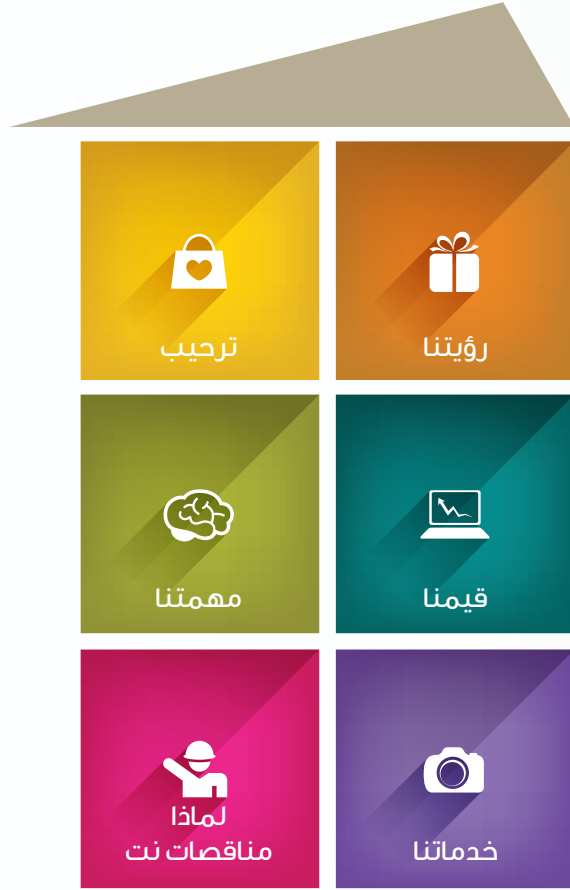 رؤيتنا
ترحيب
قيمنا
مهمتنا
خدماتنا
لماذا
مناقصات نت